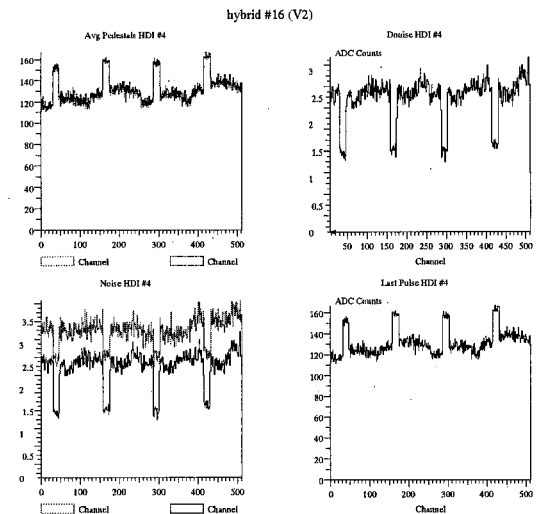 hybrid #16 (V2)
Avg Pedestals HDI #4
160
140
120
100
80
60
40
20
0
0 100 200 300 400 500
Channel Channel
Dnoise HDI #4
ADC Counts
3
2.5
2
1.5
1
0.5
0
50 100 150 200 250 300 350 400 450 500
Channel
Noise HDI #4
3.5
3
2.5
2
1.5
1
0.5
0
0 100 200 300 400 500
Channel Channel
Last Pulse HDI #4
ADC Counts
160
140
120
100
80
60
40
20
0
0 100 200 300 400 500
Channel